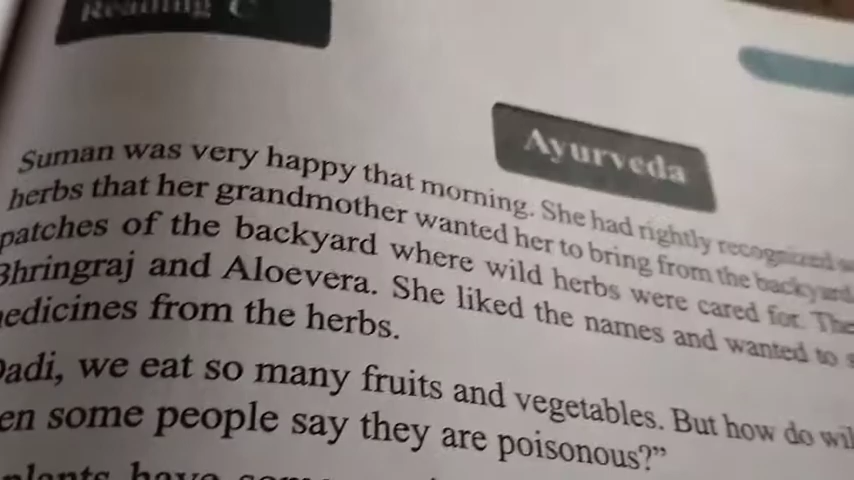 Reading C
Ayurveda
Suman was very happy that morning. She had rightly recognized
herbs that her grandmother wanted her to bring from the backyard
patches of the backyard where wild herbs were cared for. The
Bhringraj and Aloevera. She liked the names and wanted to
medicines from the herbs.
Dadi, we eat so many fruits and vegetables. But how do
en some people say they are poisonous?”
plants have